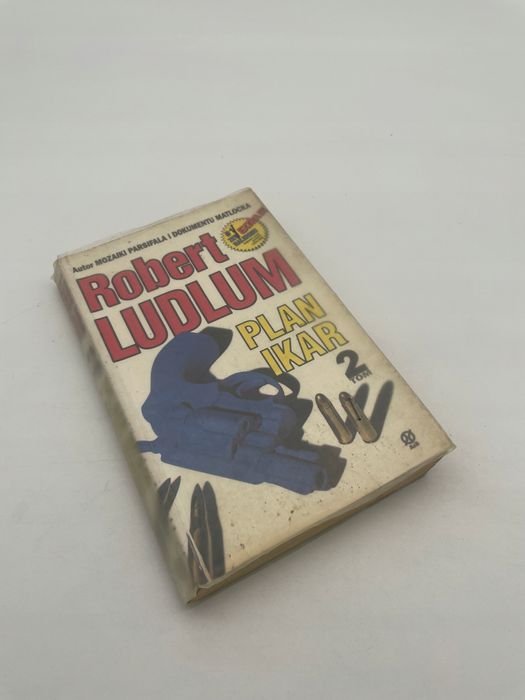 Autor MOZAIKI PARSIFALA I DOKUMENTU MATLOCKA
Robert
LUDLUM
PLAN
IKAR
2
TOM